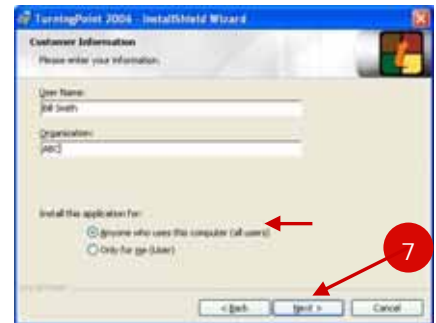 TurningPoint 2006 - InstallShield Wizard
Customer Information
Please enter your information.
User Name:
Bill Smith
Organization:
ABC
Install this application for:
Anyone who uses this computer (all users)
Only for me (User)
7
< Back
Next >
Cancel